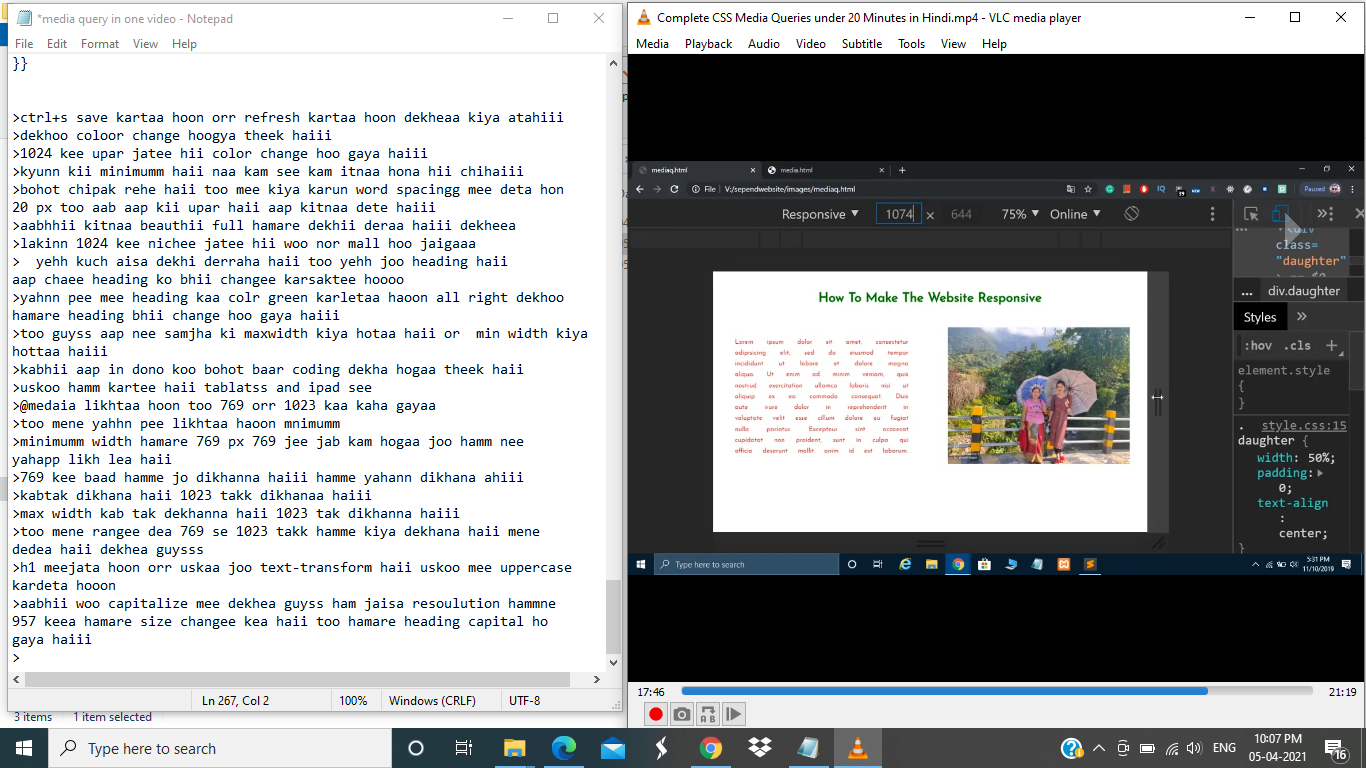 *media query in one video - Notepad
File Edit Format View Help
}}
>ctrl+s save kartaa hoon orr refresh kartaa hoon dekheaa kiya atahiii
>dekhoo coloor change hoogya theek haiii
>1024 kee upar jatee hii color change hoo gaya haiii
>kyunn kii minimumm haii naa kam see kam itnaa hona hii chihaiii
>bohot chipak rehe haii too mee kiya karun word spacingg mee deta hon
20 px too aab aap kii upar haii aap kitnaa dete haiii
>aabhhii kitnaa beauthii full hamare dekhii deraa haiii dekheea
>lakinn 1024 kee nichee jatee hii woo nor mall hoo jaigaaa
>  yehh kuch aisa dekhi derraha haii too yehh joo heading haii
aap chaee heading ko bhii changee karsaktee hoooo
>yahnn pee mee heading kaa colr green karletaa haoon all right dekhoo
hamare heading bhii change hoo gaya haiii
>too guyss aap nee samjha ki maxwidth kiya hotaa haii or  min width kiya
hottaa haiii
>kabhii aap in dono koo bohot baar coding dekha hogaa theek haii
>uskoo hamm kartee haii tablatss and ipad see
>@medaia likhtaa hoon too 769 orr 1023 kaa kaha gayaa
>too mene yahhn pee likhtaa haoon mnimumm
>minimumm width hamare 769 px 769 jee jab kam hogaa joo hamm nee
yahapp likh lea haii
>769 kee baad hamme jo dikhanna haiii hamme yahann dikhana ahiii
>kabtak dikhana haii 1023 takk dikhanaa haiii
>max width kab tak dekhanna haii 1023 tak dikhanna haiii
>too mene rangee dea 769 se 1023 takk hamme kiya dekhana haii mene
dedea haii dekhea guysss
>h1 meejata hoon orr uskaa joo text-transform haii uskoo mee uppercase
kardeta hooon
>aabhii woo capitalize mee dekhea guyss ham jaisa resoulution hammne
957 keea hamare size changee kea haii too hamare heading capital ho
gaya haiii
>
Ln 267, Col 2 100% Windows (CRLF) UTF-8
3 items 1 item selected
Complete CSS Media Queries under 20 Minutes in Hindi.mp4 - VLC media player
Media Playback Audio Video Subtitle Tools View Help
mediaq.html media.html
File V:/sependwebsite/images/mediaq.html Paused
Responsive 1074 × 644 75% Online
How To Make The Website Responsive
Lorem ipsum dolor sit amet, consectetur
adipisicing elit, sed do eiusmod tempor
incididunt ut labore et dolore magna
aliqua. Ut enim ad minim veniam, quis
nostrud exercitation ullamco laboris nisi ut
aliquip ex ea commodo consequat. Duis
aute irure dolor in reprehenderit in
voluptate velit esse cillum dolore eu fugiat
nulla pariatur. Excepteur sint occaecat
cupidatat non proident, sunt in culpa qui
officia deserunt mollit anim id est laborum.
<div
class=
"daughter"
... div.daughter
Styles
:hov .cls
element.style
{
}
. style.css:15
daughter {
width: 50%;
padding:
0;
text-align
:
center;
}
Type here to search
5:31 PM
11/10/2019
17:46 21:19
Type here to search
ENG
10:07 PM
05-04-2021
16